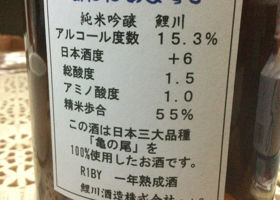 純米吟醸 鯉川
アルコール度数 15.3%
日本酒度 +6
総酸度 1.5
アミノ酸度 1.0
精米歩合 55%
この酒は日本三大品種
「亀の尾」を
100%使用したお酒です。
R1BY 一年熟成酒
鯉川酒造株式会社